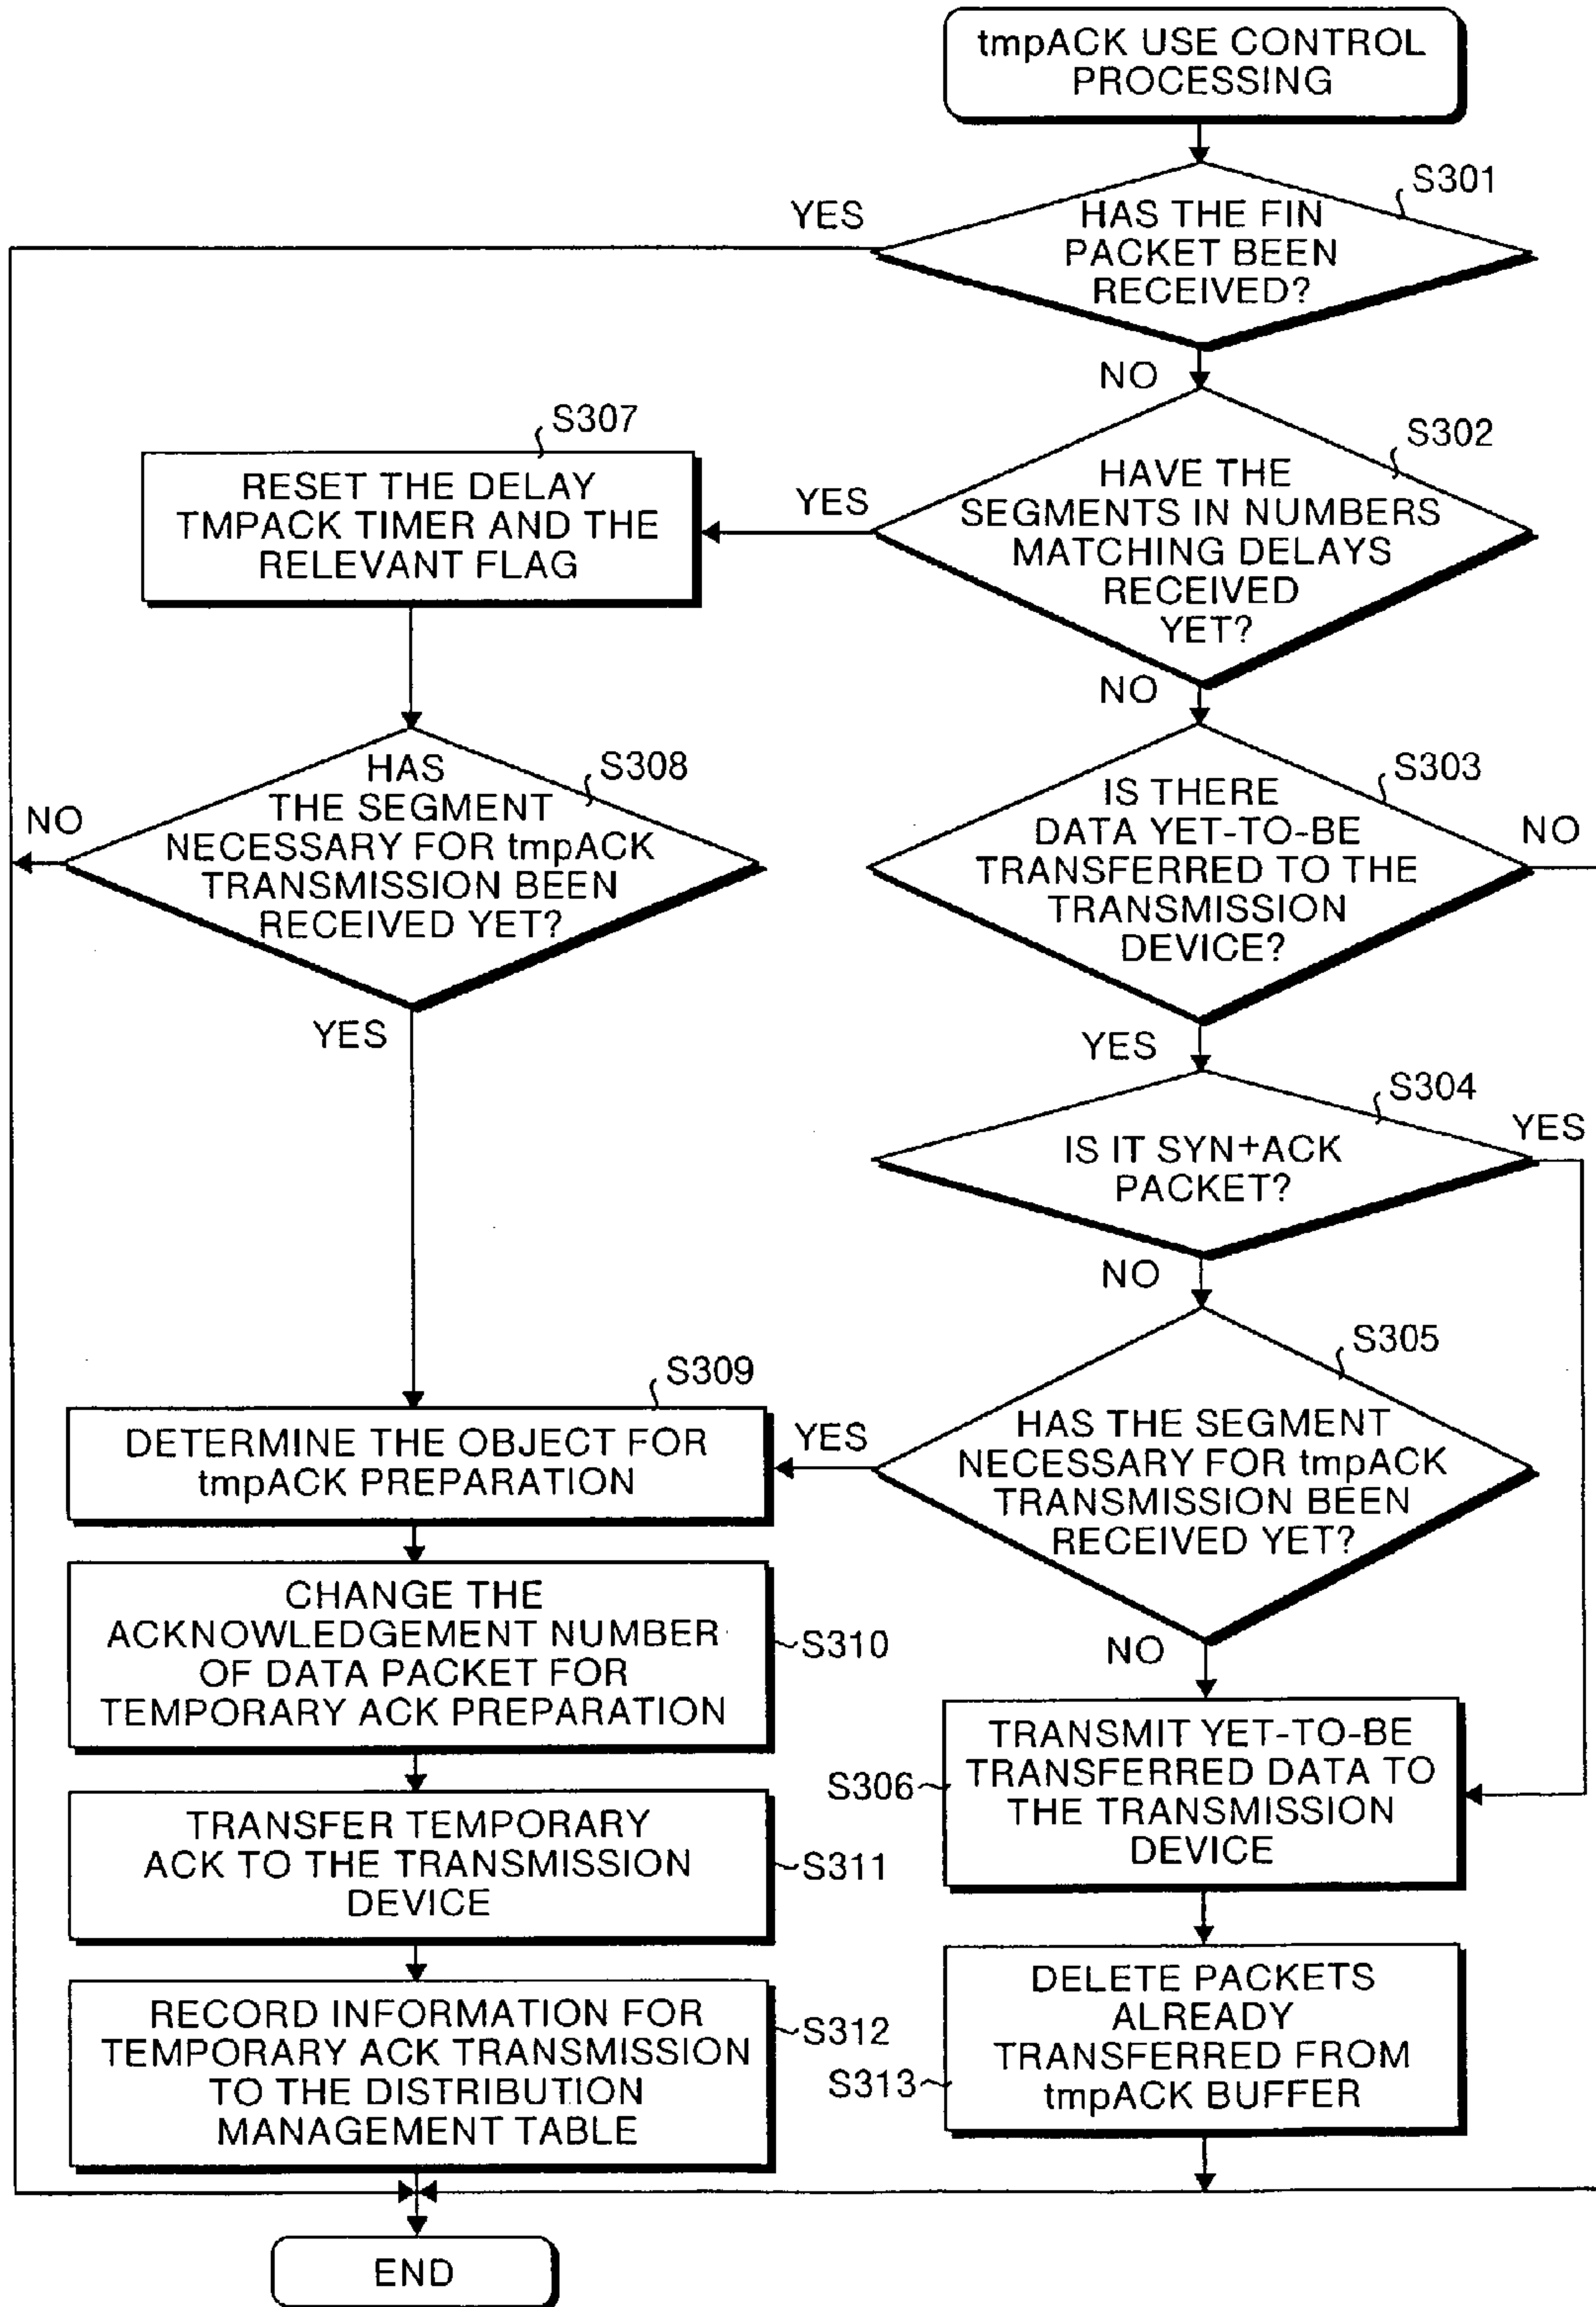 tmpACK USE CONTROL
PROCESSING
S301
YES
HAS THE FIN
PACKET BEEN
RECEIVED?
NO
S302
YES
HAVE THE
SEGMENTS IN NUMBERS
MATCHING DELAYS
RECEIVED
YET?
NO
S307
RESET THE DELAY
TMPACK TIMER AND THE
RELEVANT FLAG
S308
NO
HAS
THE SEGMENT
NECESSARY FOR tmpACK
TRANSMISSION BEEN
RECEIVED YET?
YES
S303
IS THERE
DATA YET-TO-BE
TRANSFERRED TO THE
TRANSMISSION
DEVICE?
NO
YES
S304
YES
IS IT SYN+ACK
PACKET?
NO
S305
YES
HAS THE SEGMENT
NECESSARY FOR tmpACK
TRANSMISSION BEEN
RECEIVED YET?
NO
S309
DETERMINE THE OBJECT FOR
tmpACK PREPARATION
CHANGE THE
ACKNOWLEDGEMENT NUMBER
OF DATA PACKET FOR
TEMPORARY ACK PREPARATION
S310
TRANSFER TEMPORARY
ACK TO THE TRANSMISSION
DEVICE
S311
RECORD INFORMATION FOR
TEMPORARY ACK TRANSMISSION
TO THE DISTRIBUTION
MANAGEMENT TABLE
S312
S306
TRANSMIT YET-TO-BE
TRANSFERRED DATA TO
THE TRANSMISSION
DEVICE
S313
DELETE PACKETS
ALREADY
TRANSFERRED FROM
tmpACK BUFFER
END